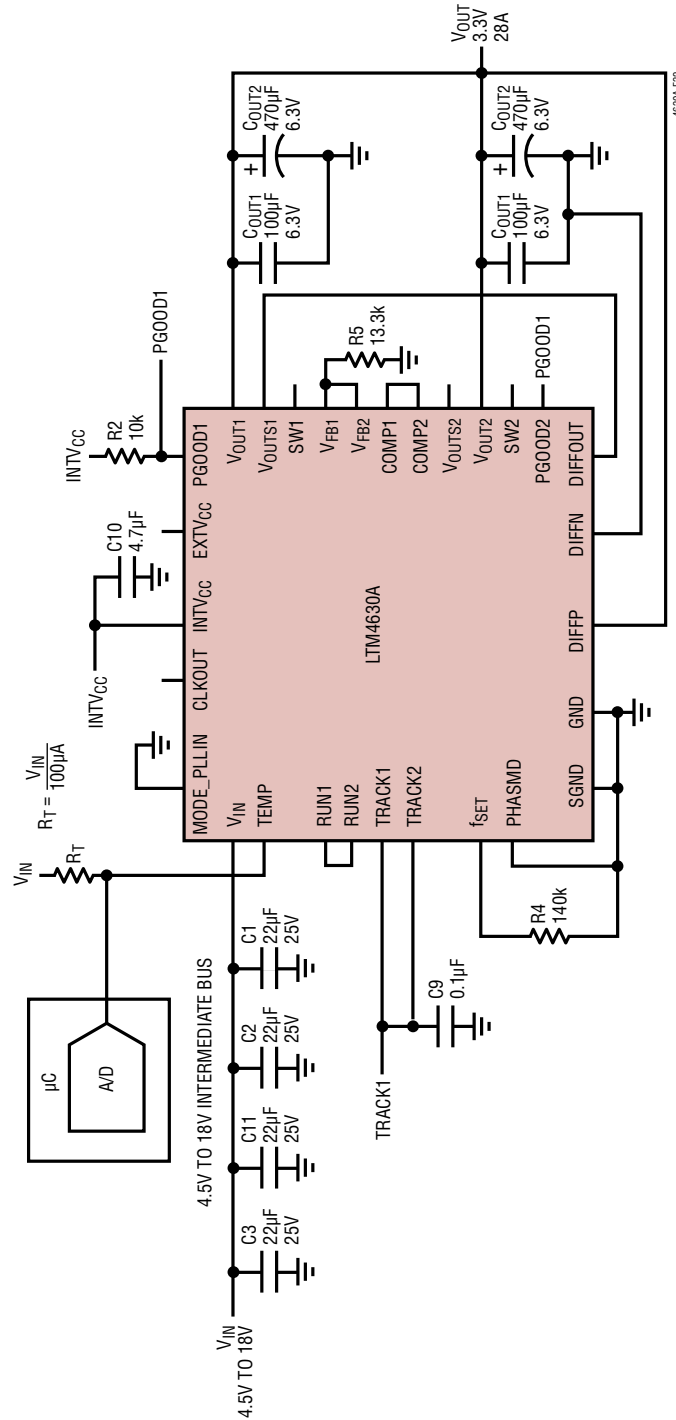 V_IN
4.5V TO 18V
4.5V TO 18V INTERMEDIATE BUS
C3
22µF
25V
C11
22µF
25V
C2
22µF
25V
C1
22µF
25V
µC
A/D
V_IN
R_T
R_T = V_IN / 100µA
INTV_CC
C10
4.7µF
INTV_CC
R2
10k
PGOOD1
MODE_PLLIN
CLKOUT
INTV_CC
EXTV_CC
PGOOD1
V_IN
TEMP
RUN1
RUN2
TRACK1
TRACK2
f_SET
PHASMD
LTM4630A
V_OUT1
V_OUTS1
SW1
V_FB1
V_FB2
COMP1
COMP2
V_OUTS2
V_OUT2
SW2
PGOOD2
PGOOD1
SGND
GND
DIFFP
DIFFN
DIFFOUT
TRACK1
C9
0.1µF
R4
140k
R5
13.3k
C_OUT1
100µF
6.3V
+
C_OUT2
470µF
6.3V
C_OUT1
100µF
6.3V
+
C_OUT2
470µF
6.3V
V_OUT
3.3V
28A